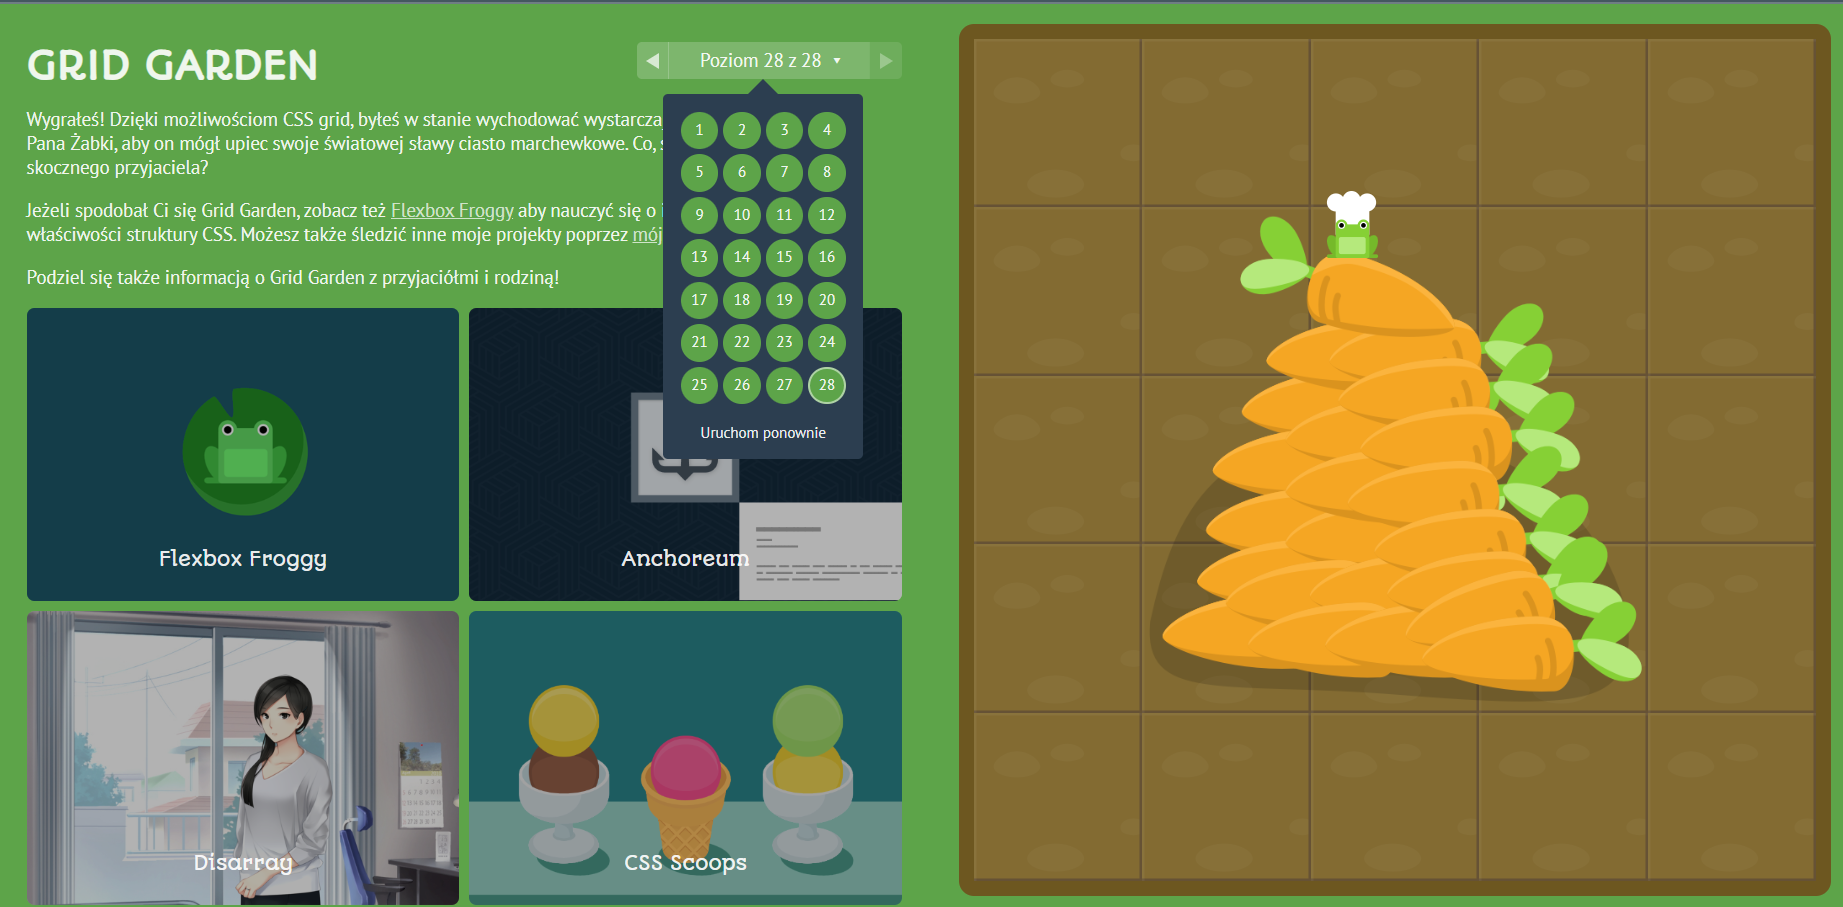 GRID GARDEN
Poziom 28 z 28
Wygrałeś! Dzięki możliwościom CSS grid, byłeś w stanie wychodować
Pana Żabki, aby on mógł upiec swoje światowej sławy ciasto marchewkowe. Co,
skocznego przyjaciela?
Jeżeli spodobał Ci się Grid Garden, zobacz też Flexbox Froggy aby nauczyć się o
właściwości struktury CSS. Możesz także śledzić inne moje projekty poprzez mój
Podziel się także informacją o Grid Garden z przyjaciółmi i rodziną!
1 2 3 4
5 6 7 8
9 10 11 12
13 14 15 16
17 18 19 20
21 22 23 24
25 26 27 28
Uruchom ponownie
Flexbox Froggy
Anchoreum
Disarray
CSS Scoops